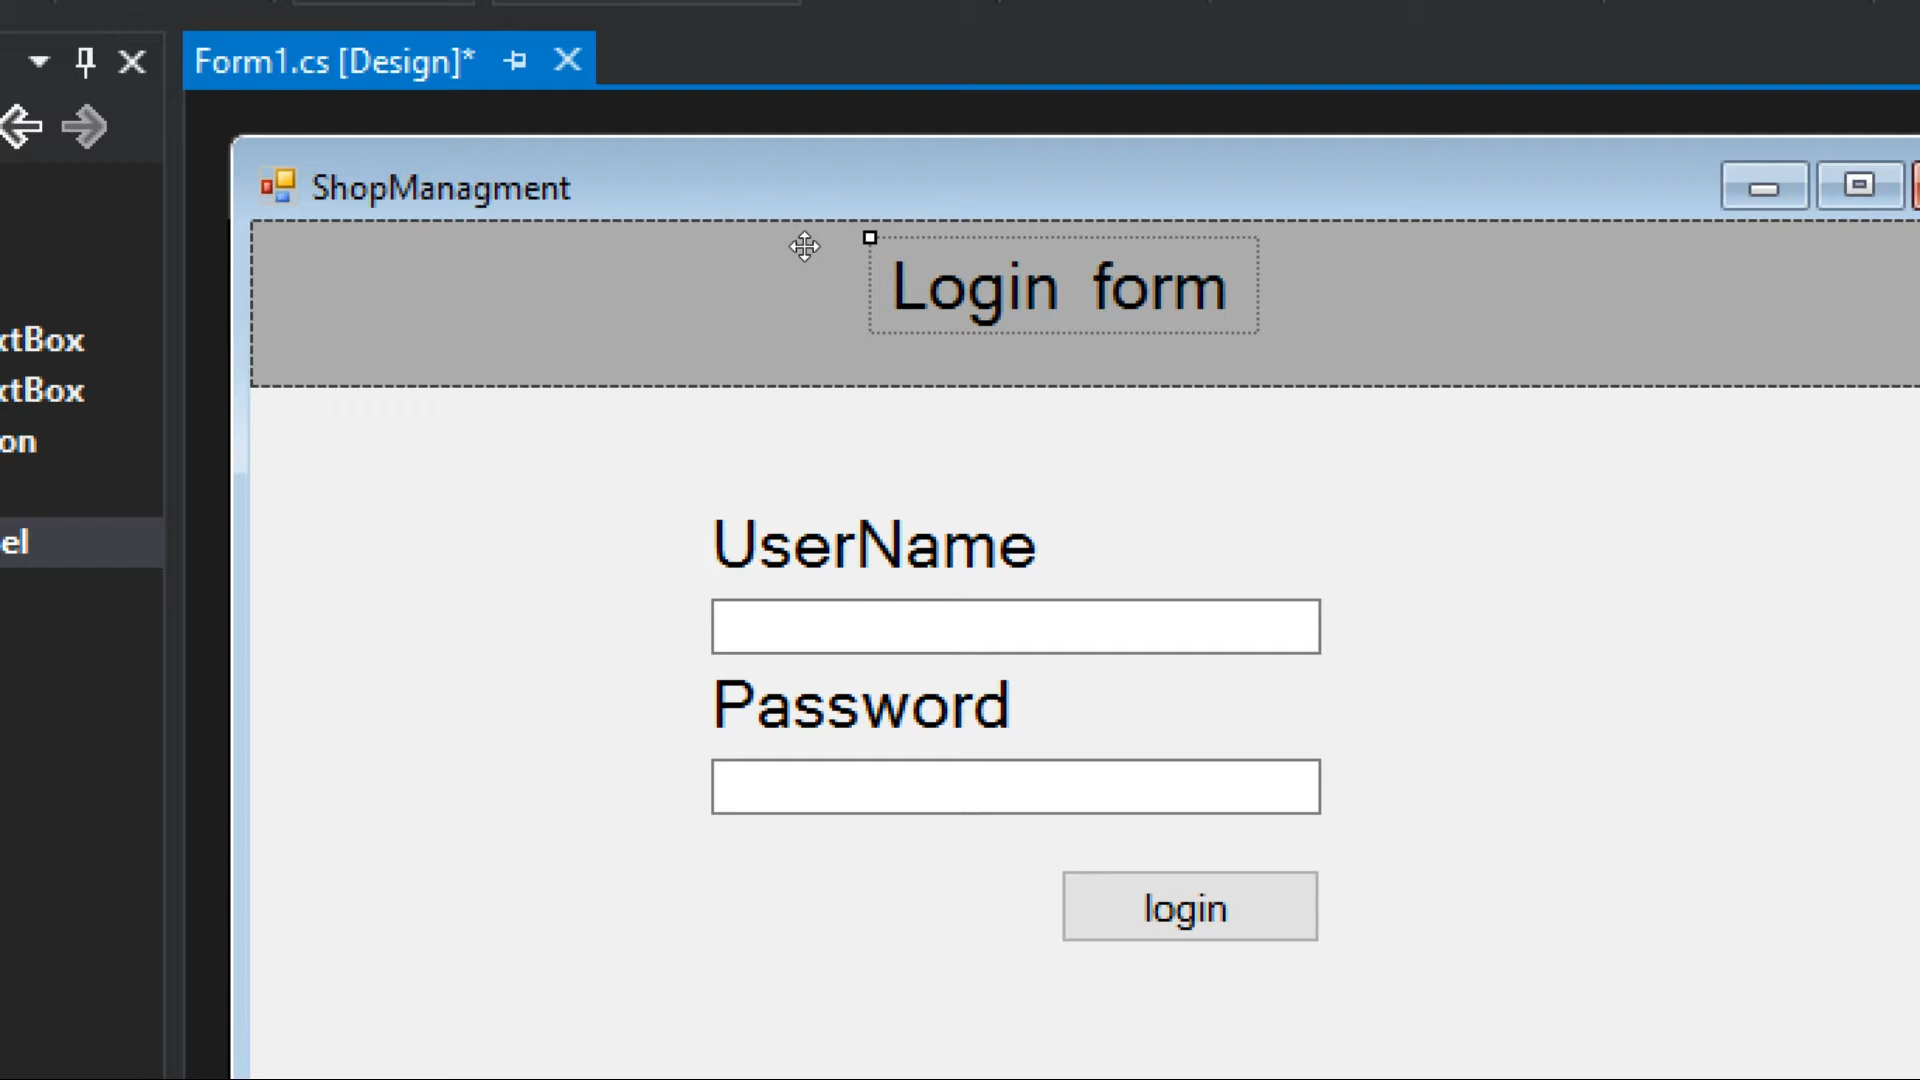 Form1.cs [Design]*
ShopManagment
Login form
xtBox
xtBox
on
el
UserName
Password
login